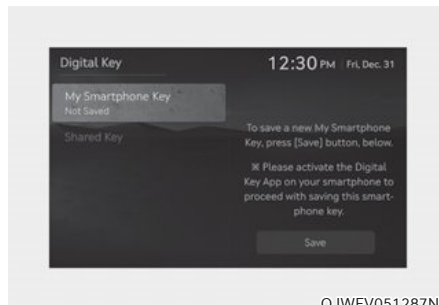 Digital Key
12:30 PM Fri, Dec. 31
My Smartphone Key
Not Saved
Shared Key
To save a new My Smartphone
Key, press [Save] button, below.
※ Please activate the Digital
Key App on your smartphone to
proceed with saving this smart-
phone key.
Save
OJWEV051287N